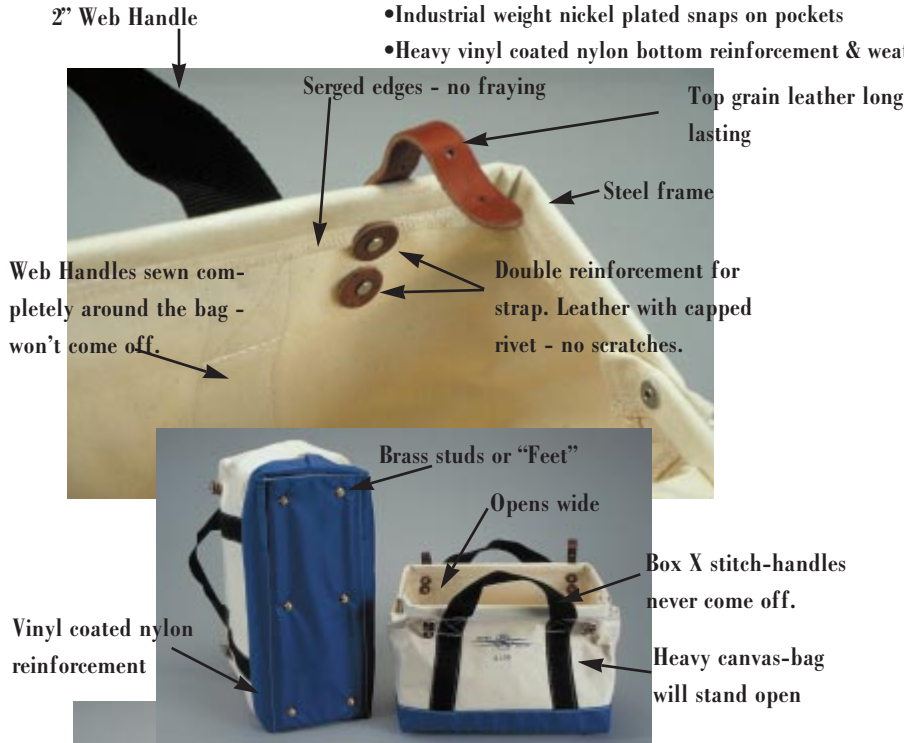 2” Web Handle
•Industrial weight nickel plated snaps on pockets
•Heavy vinyl coated nylon bottom reinforcement &
Serged edges - no fraying
Top grain leather long
lasting
Steel frame
Web Handles sewn com-
pletely around the bag -
won’t come off.
Double reinforcement for
strap. Leather with capped
rivet - no scratches.
Brass studs or “Feet”
Opens wide
Box X stitch-handles
never come off.
Vinyl coated nylon
reinforcement
Heavy canvas-bag
will stand open